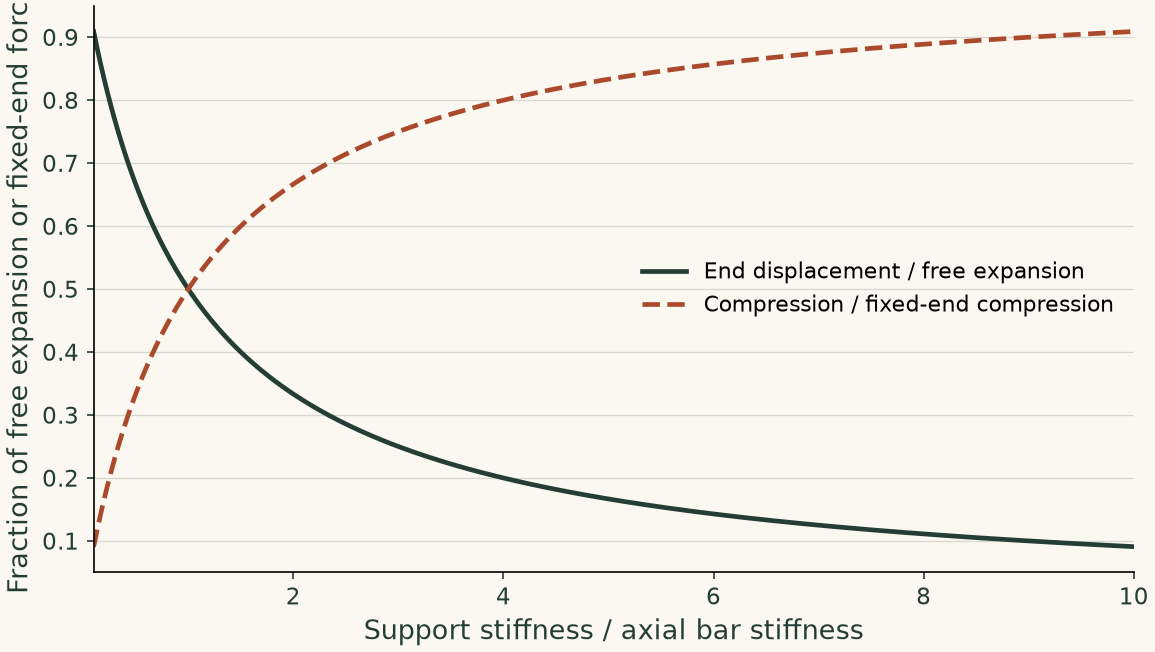 Fraction of free expansion or fixed-end forc
0.9
0.8
0.7
0.6
0.5
0.4
0.3
0.2
0.1
End displacement / free expansion
Compression / fixed-end compression
2 4 6 8 10
Support stiffness / axial bar stiffness